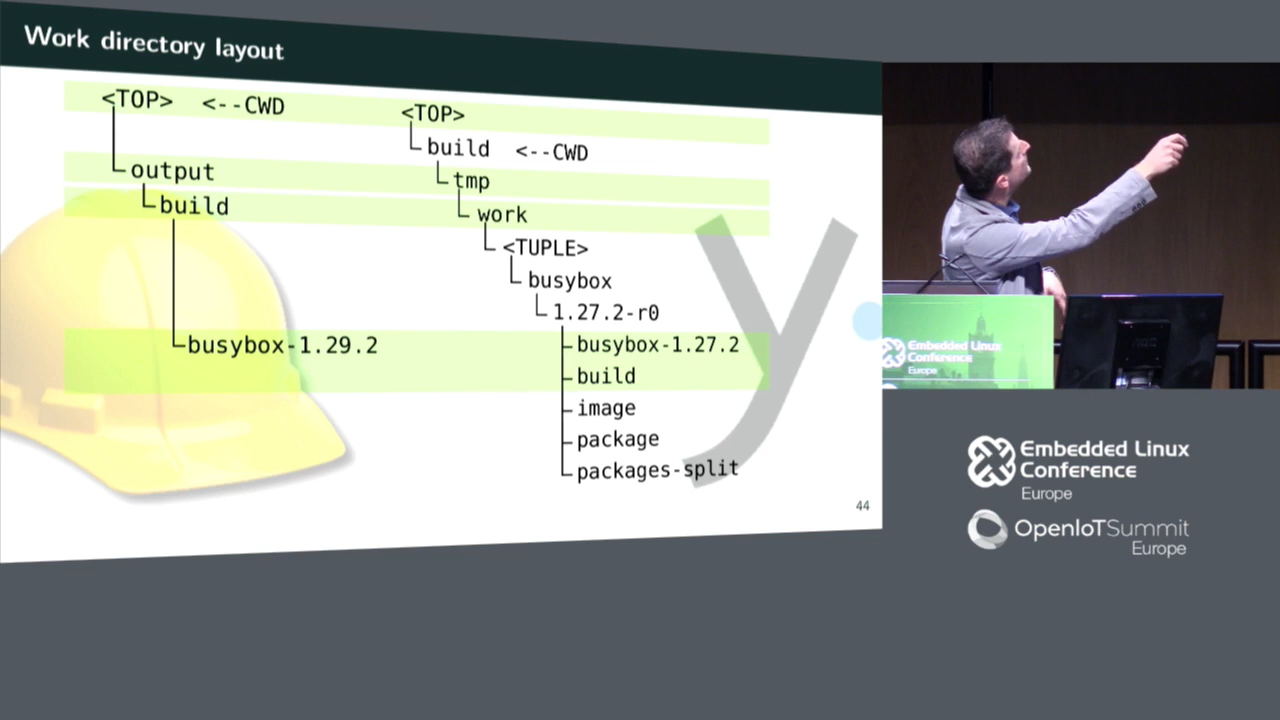 Work directory layout
<TOP> <--CWD
output
build
busybox-1.29.2
<TOP>
build <--CWD
tmp
work
<TUPLE>
busybox
1.27.2-r0
busybox-1.27.2
build
image
package
packages-split
y
44
Embedded Linux
Conference
Europe
Embedded Linux
Conference
Europe
OpenIoTSummit
Europe